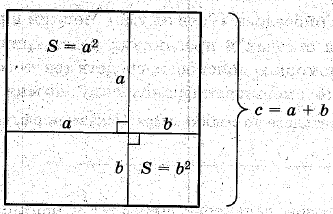 S = a²
a
a
b
c = a + b
b
S = b²